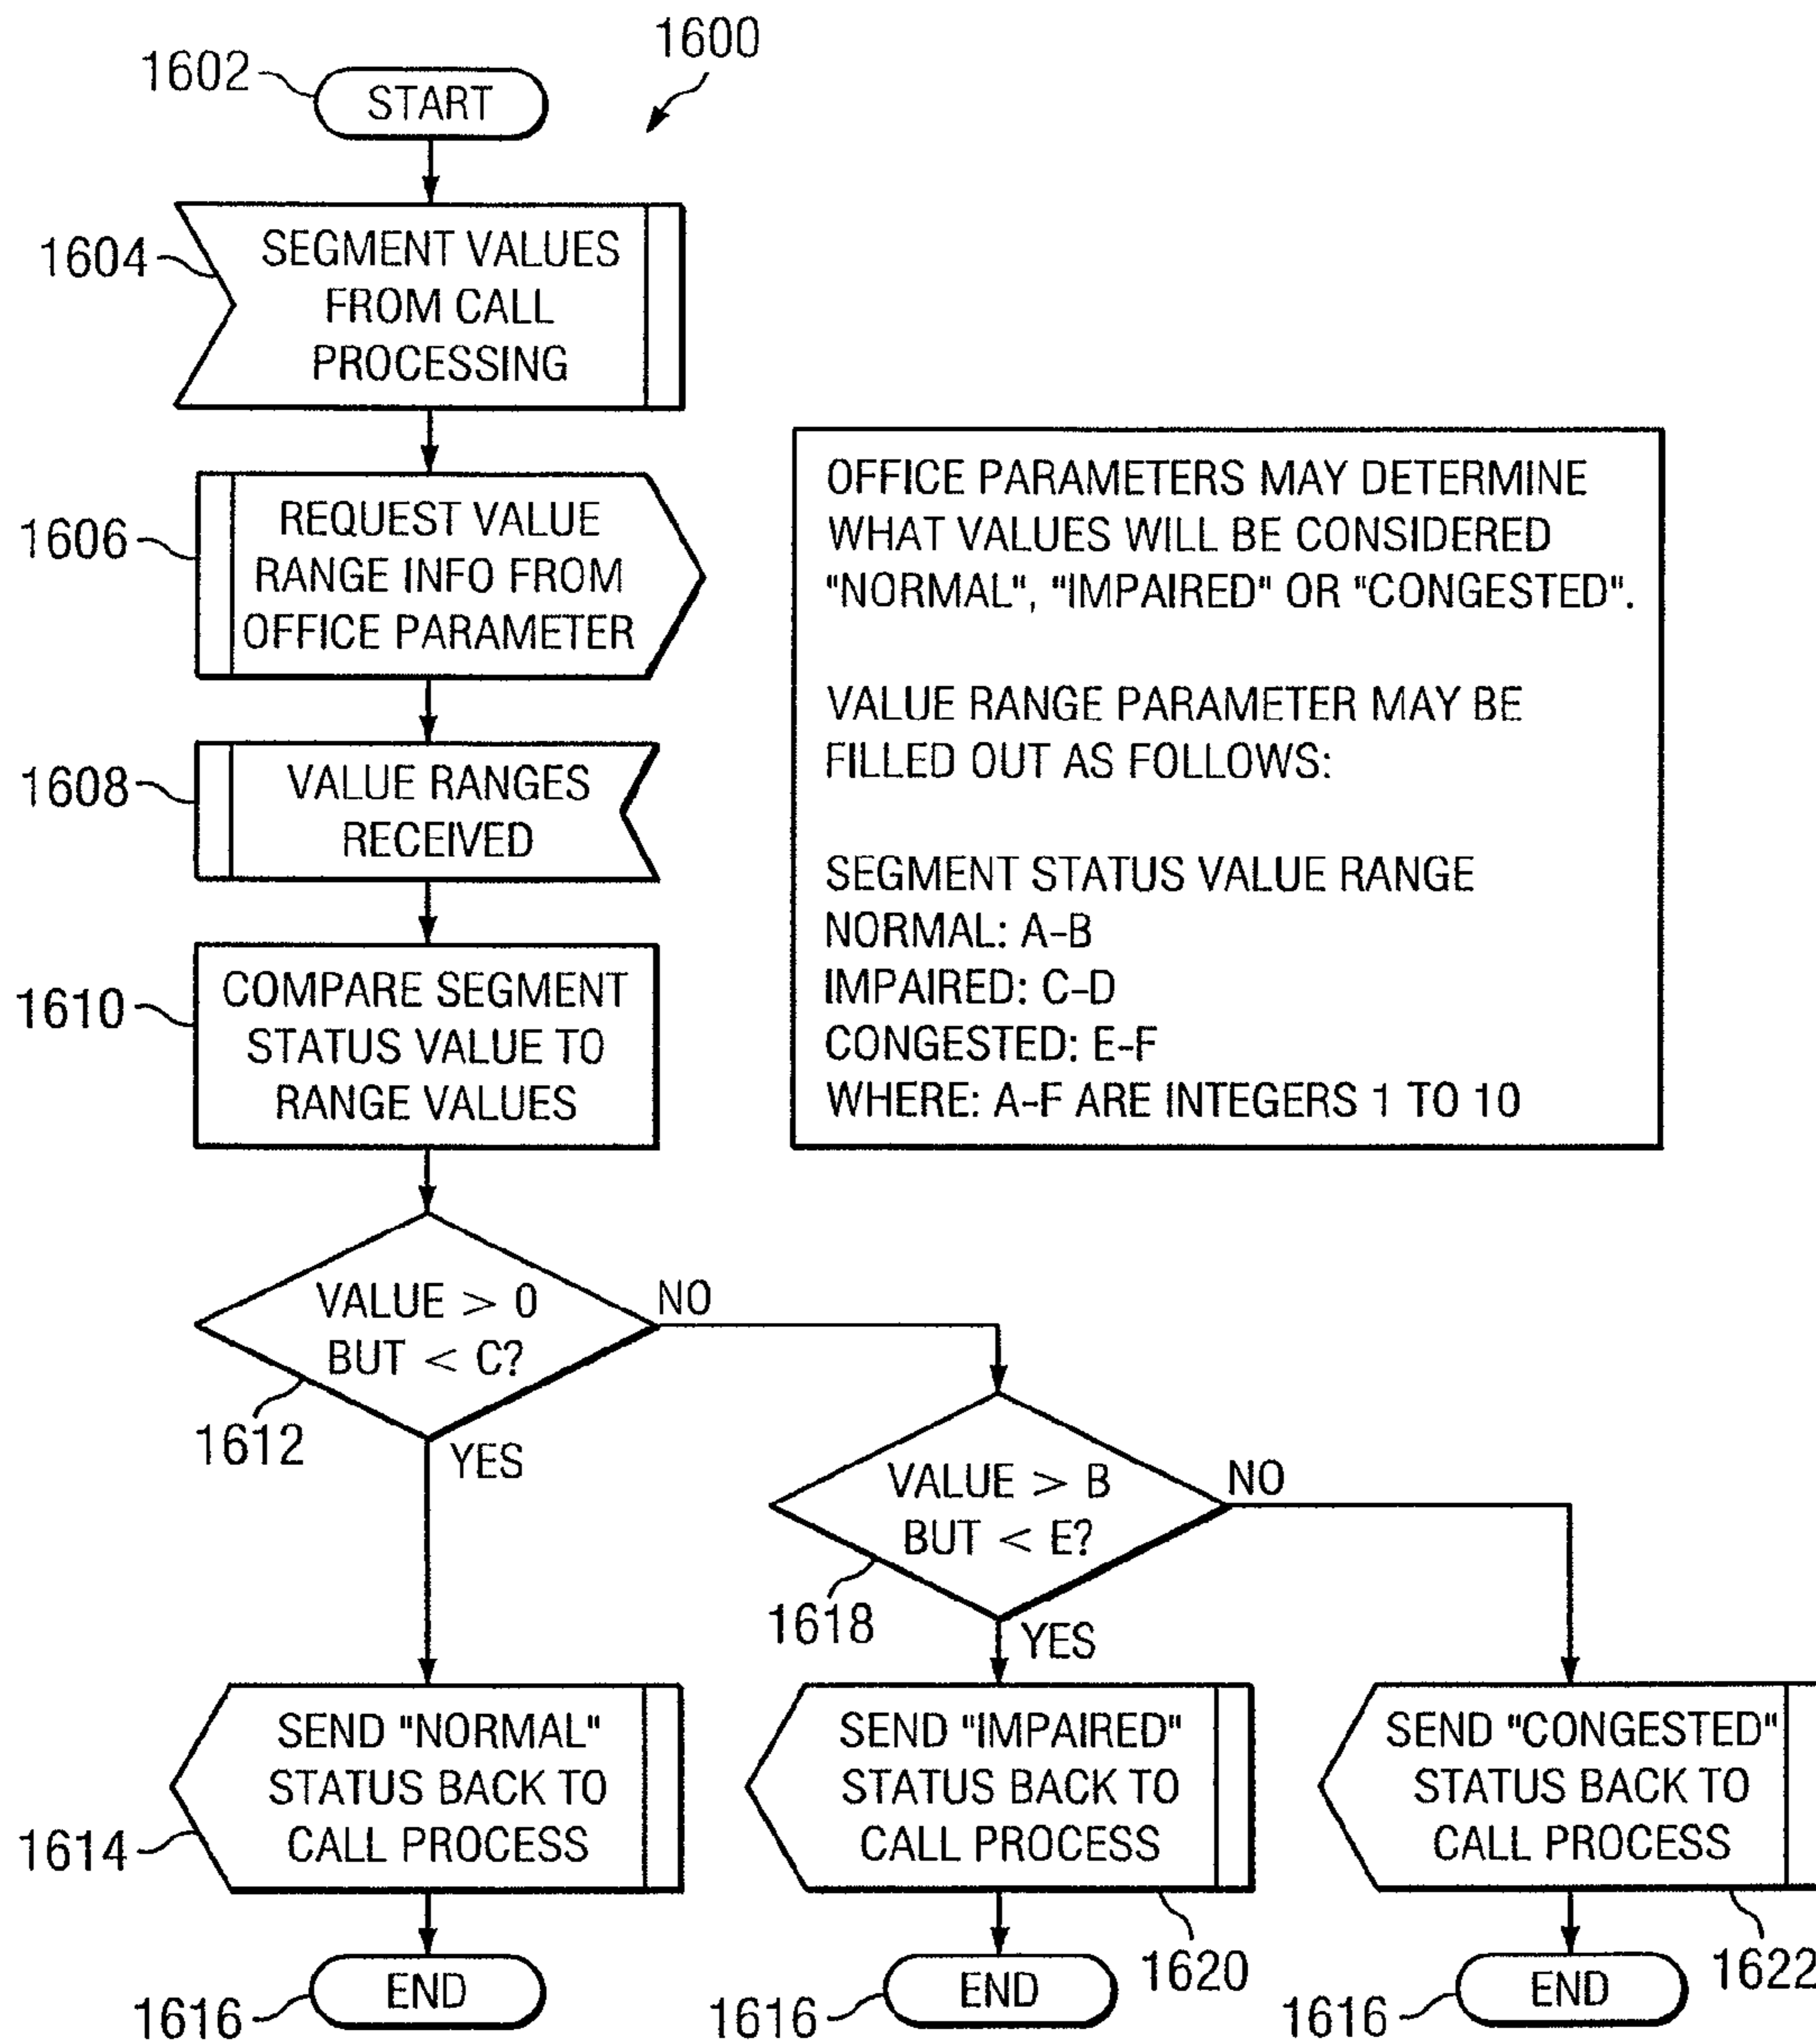 1600
1602
START
1604
SEGMENT VALUES
FROM CALL
PROCESSING
1606
REQUEST VALUE
RANGE INFO FROM
OFFICE PARAMETER
1608
VALUE RANGES
RECEIVED
1610
COMPARE SEGMENT
STATUS VALUE TO
RANGE VALUES
OFFICE PARAMETERS MAY DETERMINE
WHAT VALUES WILL BE CONSIDERED
"NORMAL", "IMPAIRED" OR "CONGESTED".
VALUE RANGE PARAMETER MAY BE
FILLED OUT AS FOLLOWS:
SEGMENT STATUS VALUE RANGE
NORMAL: A-B
IMPAIRED: C-D
CONGESTED: E-F
WHERE: A-F ARE INTEGERS 1 TO 10
VALUE > 0
BUT < C?
NO
1612
YES
VALUE > B
BUT < E?
NO
1618
YES
SEND "NORMAL"
STATUS BACK TO
CALL PROCESS
1614
SEND "IMPAIRED"
STATUS BACK TO
CALL PROCESS
1620
SEND "CONGESTED"
STATUS BACK TO
CALL PROCESS
1622
END
1616
END
1616
END
1616